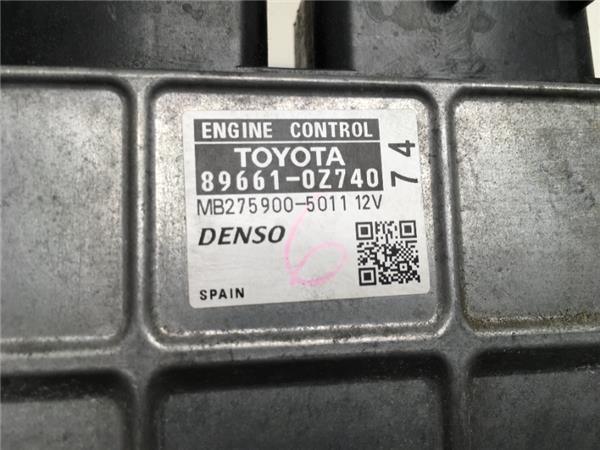 ENGINE CONTROL
TOYOTA
89661-0Z740
74
MB275900-5011 12V
DENSO
6
SPAIN